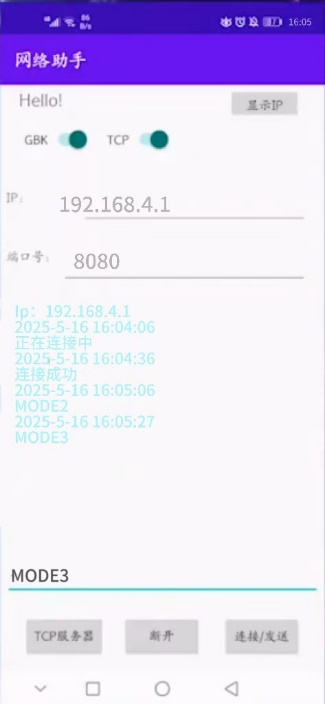 16:05
网络助手
Hello!
显示IP
GBK
TCP
IP:
192.168.4.1
端口号:
8080
Ip: 192.168.4.1
2025-5-16 16:04:06
正在连接中
2025-5-16 16:04:36
连接成功
2025-5-16 16:05:06
MODE2
2025-5-16 16:05:27
MODE3
MODE3
TCP服务器
断开
连接/发送